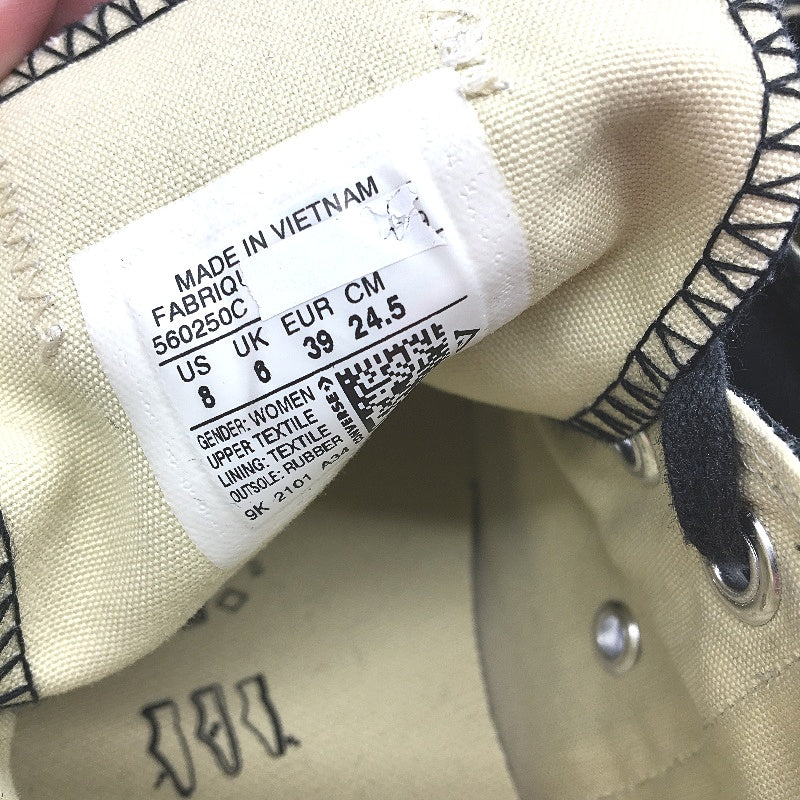 MADE IN VIETNAM
FABRIQU
560250C
US UK EUR CM
8 6 39 24.5
GENDER: WOMEN
UPPER TEXTILE
LINING: TEXTILE
OUTSOLE: RUBBER
9K 2101 A34
CONVERSE